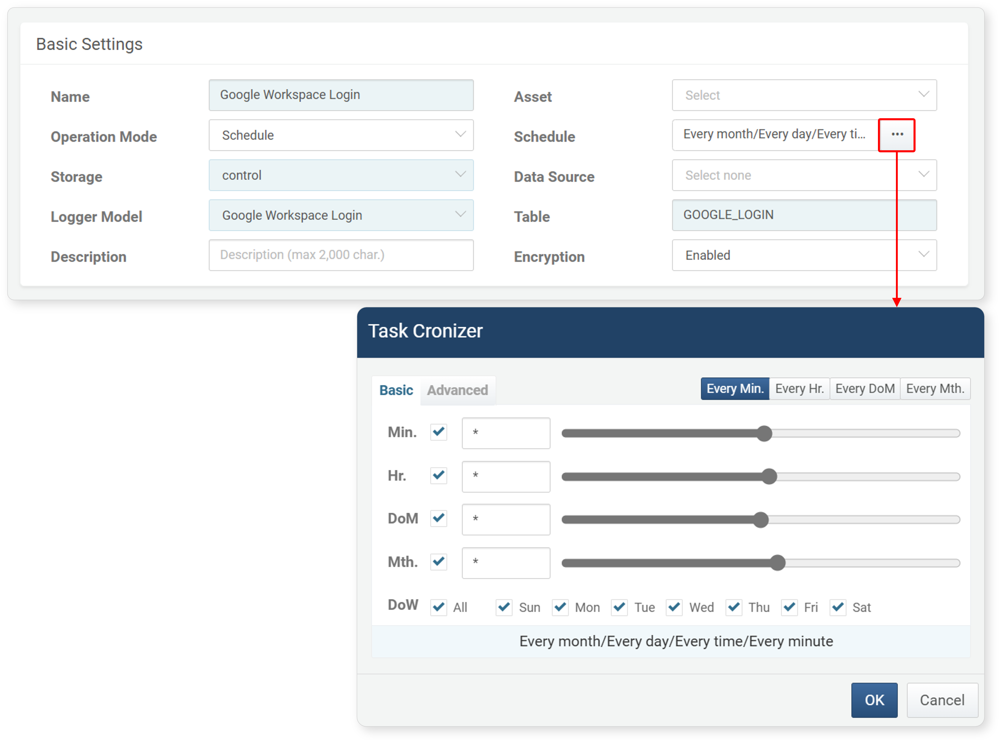 Basic Settings
Name Google Workspace Login Asset Select
Operation Mode Schedule Schedule Every month/Every day/Every ti... •••
Storage control Data Source Select none
Logger Model Google Workspace Login Table GOOGLE_LOGIN
Description Description (max 2,000 char.) Encryption Enabled
Task Cronizer
Basic Advanced Every Min. Every Hr. Every DoM Every Mth.
Min. *
Hr. *
DoM *
Mth. *
DoW All Sun Mon Tue Wed Thu Fri Sat
Every month/Every day/Every time/Every minute
OK Cancel